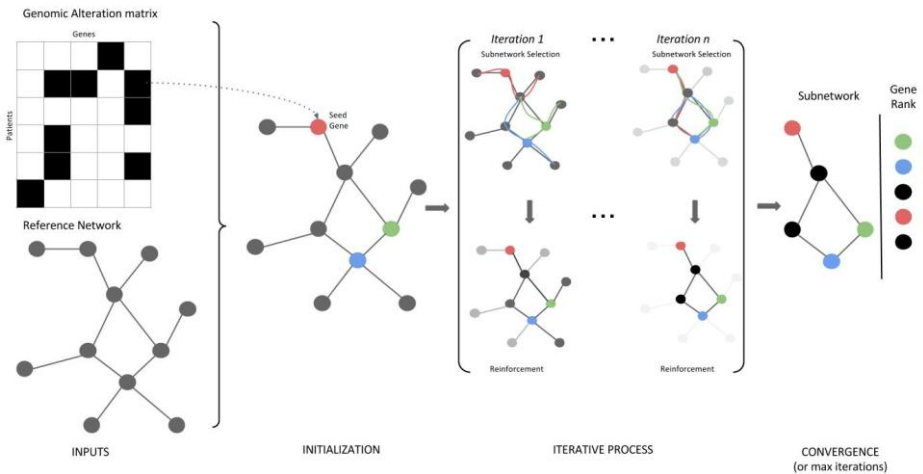 Genomic Alteration matrix
Genes
Patients
Reference Network
INPUTS
Seed
Gene
INITIALIZATION
Iteration 1
...
Iteration n
Subnetwork Selection
Subnetwork Selection
...
Reinforcement
Reinforcement
ITERATIVE PROCESS
Subnetwork
Gene
Rank
CONVERGENCE
(or max iterations)